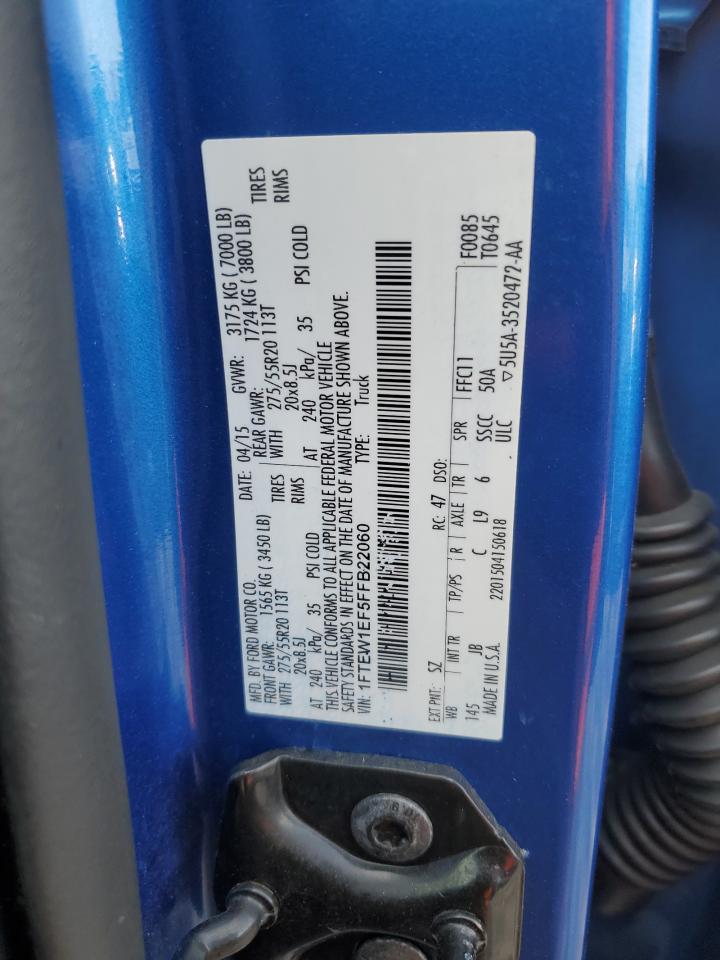 MFD. BY FORD MOTOR CO.
DATE: 04/15 GVWR: 3175 KG ( 7000 LB)
FRONT GAWR: 1565 KG ( 3450 LB) REAR GAWR: 1724 KG ( 3800 LB)
WITH 275/55R20 113T TIRES WITH 275/55R20 113T TIRES
20x8.5J RIMS 20x8.5J RIMS
AT 240 kPa/ 35 PSI COLD AT 240 kPa/ 35 PSI COLD
THIS VEHICLE CONFORMS TO ALL APPLICABLE FEDERAL MOTOR VEHICLE
SAFETY STANDARDS IN EFFECT ON THE DATE OF MANUFACTURE SHOWN ABOVE.
VIN: 1FTEW1EF5FFB22060 TYPE: Truck
EXT PNT: SZ RC: 47 DSO: F0085
WB INT TR TP/PS R AXLE TR SPR FFC11 T0645
145 JB C L9 6 SSCC 50A
MADE IN U.S.A. 2201504150618 ULC ▽5U5A-3520472-AA